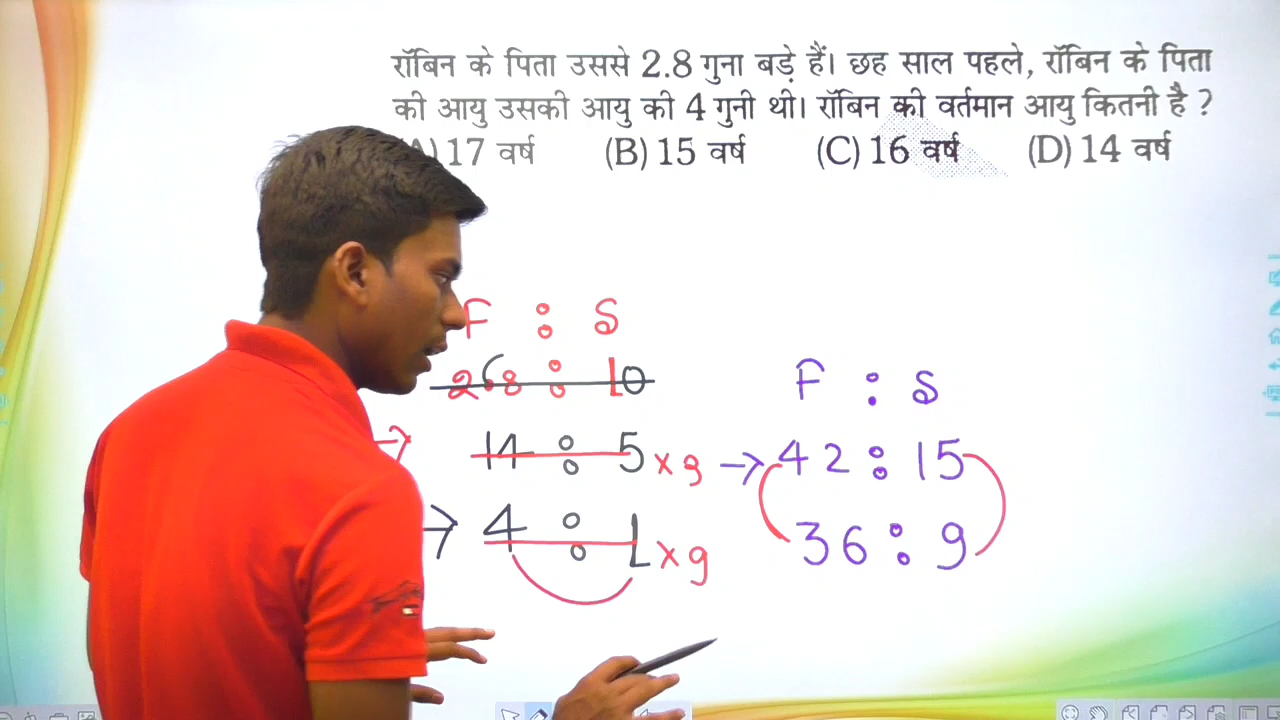 रॉबिन के पिता उससे 2.8 गुना बड़े हैं। छह साल पहले, रॉबिन के पिता
की आयु उसकी आयु की 4 गुनी थी। रॉबिन की वर्तमान आयु कितनी है ?
A) 17 वर्ष (B) 15 वर्ष (C) 16 वर्ष (D) 14 वर्ष
F : S
268 : 10
→ 14 : 5 ×3
→ 4 : 1 ×9
F : S
→ 42 : 15
36 : 9